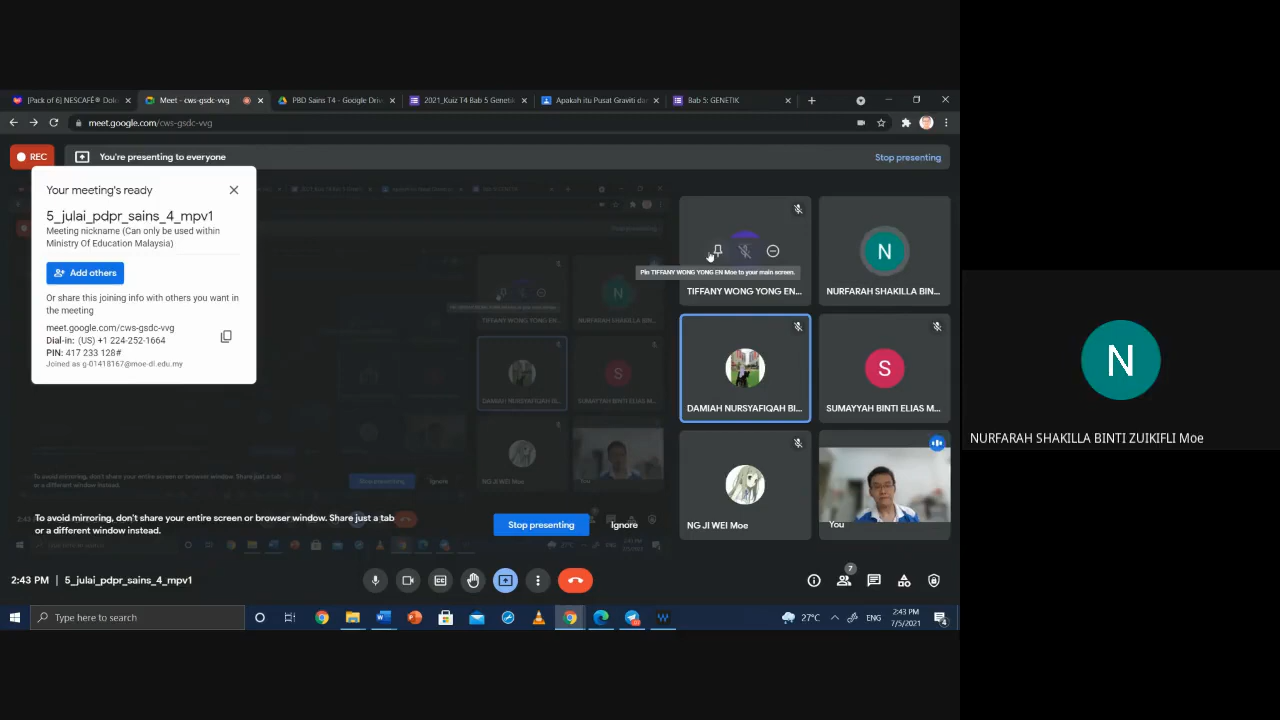 [Pack of 6] NESCAFÉ® Dol
Meet - cws-gsdc-vvg
PBD Sains T4 - Google Driv
2021_Kuiz T4 Bab 5 Genetik
Apakah itu Pusat Graviti dar
Bab 5: GENETIK
meet.google.com/cws-gsdc-vvg
REC
You're presenting to everyone
Stop presenting
Your meeting's ready
5_julai_pdpr_sains_4_mpv1
Meeting nickname (Can only be used within
Ministry Of Education Malaysia)
Add others
Or share this joining info with others you want in
the meeting
meet.google.com/cws-gsdc-vvg
Dial-in: (US) +1 224-252-1664
PIN: 417 233 128#
Joined as g-01418167@moe-dl.edu.my
Pin TIFFANY WONG YONG EN Moe to your main screen.
TIFFANY WONG YONG EN...
N
NURFARAH SHAKILLA BIN...
DAMIAH NURSYAFIQAH BI...
S
SUMAYYAH BINTI ELIAS M...
NG JI WEI Moe
You
To avoid mirroring, don't share your entire screen or browser window. Share just a tab
or a different window instead.
Stop presenting
Ignore
2:43 PM | 5_julai_pdpr_sains_4_mpv1
7
Type here to search
27°C
ENG
2:43 PM
7/5/2021
4
N
NURFARAH SHAKILLA BINTI ZUIKIFLI Moe